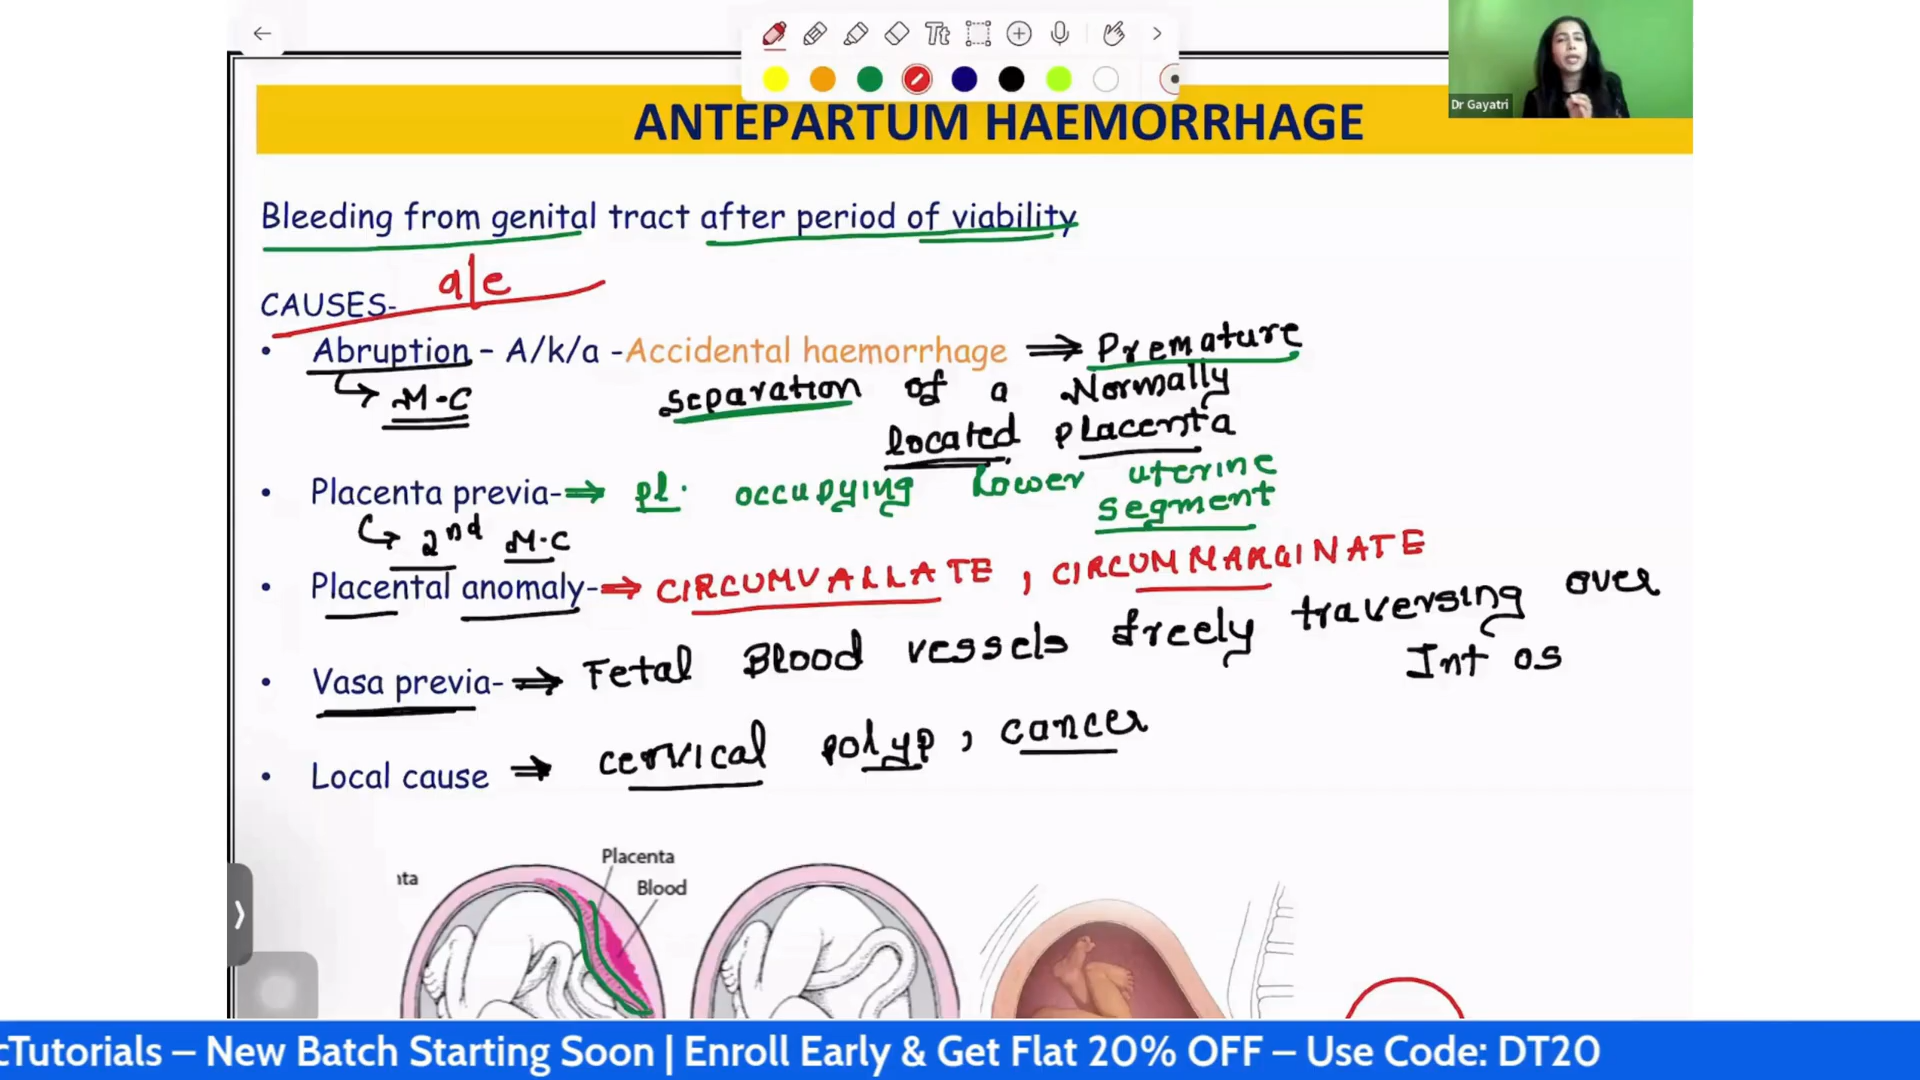 Tt
Dr Gayatri
ANTEPARTUM HAEMORRHAGE
Bleeding from genital tract after period of viability
a/e
CAUSES-
• Abruption – A/k/a -Accidental haemorrhage ⇒ Premature
M.C separation of a Normally
located placenta
• Placenta previa- ⇒ pl. occupying Lower uterine
segment
2nd M.C
• Placental anomaly- ⇒ CIRCUMVALLATE , CIRCUMMARGINATE
• Vasa previa- ⇒ Fetal Blood vessels freely traversing over
Int os
• Local cause ⇒ cervical polyp , cancer
Placenta
nta
Blood
cTutorials – New Batch Starting Soon | Enroll Early & Get Flat 20% OFF – Use Code: DT20